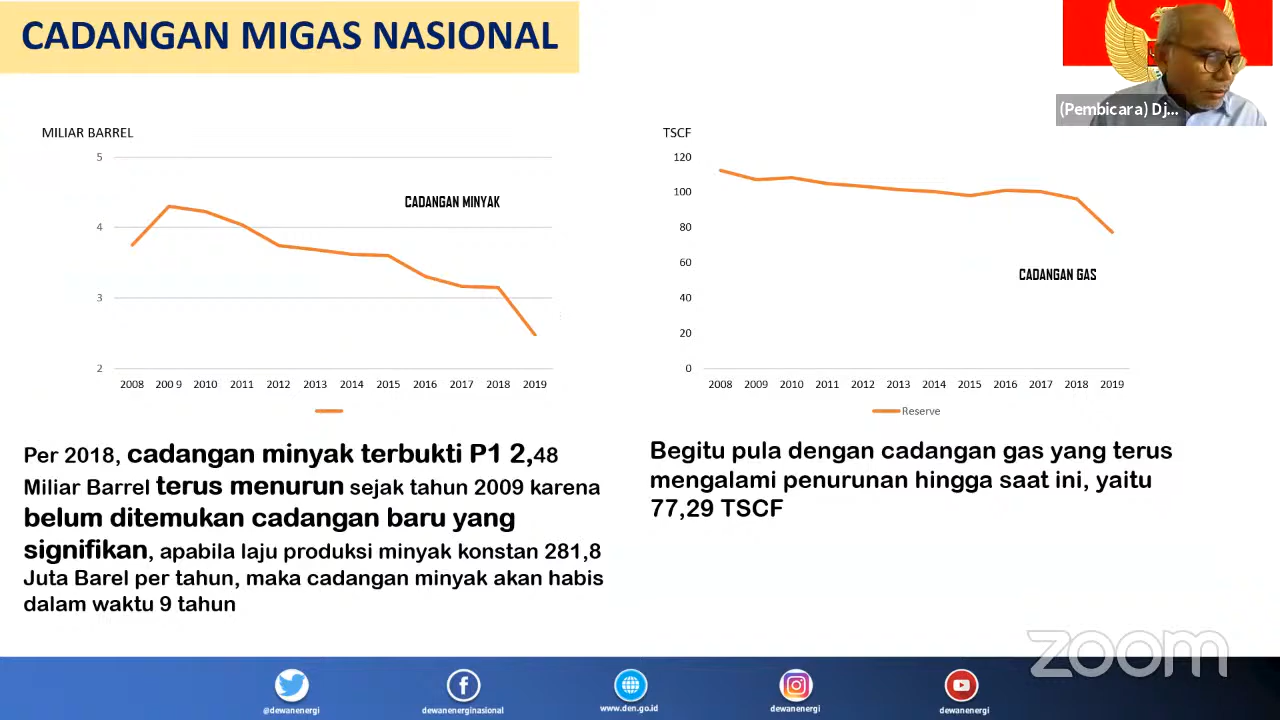 CADANGAN MIGAS NASIONAL
(Pembicara) Dj...
MILIAR BARREL
5
4
3
2
CADANGAN MINYAK
2008 200 9 2010 2011 2012 2013 2014 2015 2016 2017 2018 2019
TSCF
120
100
80
60
40
20
0
CADANGAN GAS
2008 2009 2010 2011 2012 2013 2014 2015 2016 2017 2018 2019
Reserve
Per 2018, cadangan minyak terbukti P1 2,48
Miliar Barrel terus menurun sejak tahun 2009 karena
belum ditemukan cadangan baru yang
signifikan, apabila laju produksi minyak konstan 281,8
Juta Barel per tahun, maka cadangan minyak akan habis
dalam waktu 9 tahun
Begitu pula dengan cadangan gas yang terus
mengalami penurunan hingga saat ini, yaitu
77,29 TSCF
zoom
@dewanenergi
dewanenerginasional
www.den.go.id
dewanenergi
dewanenergi